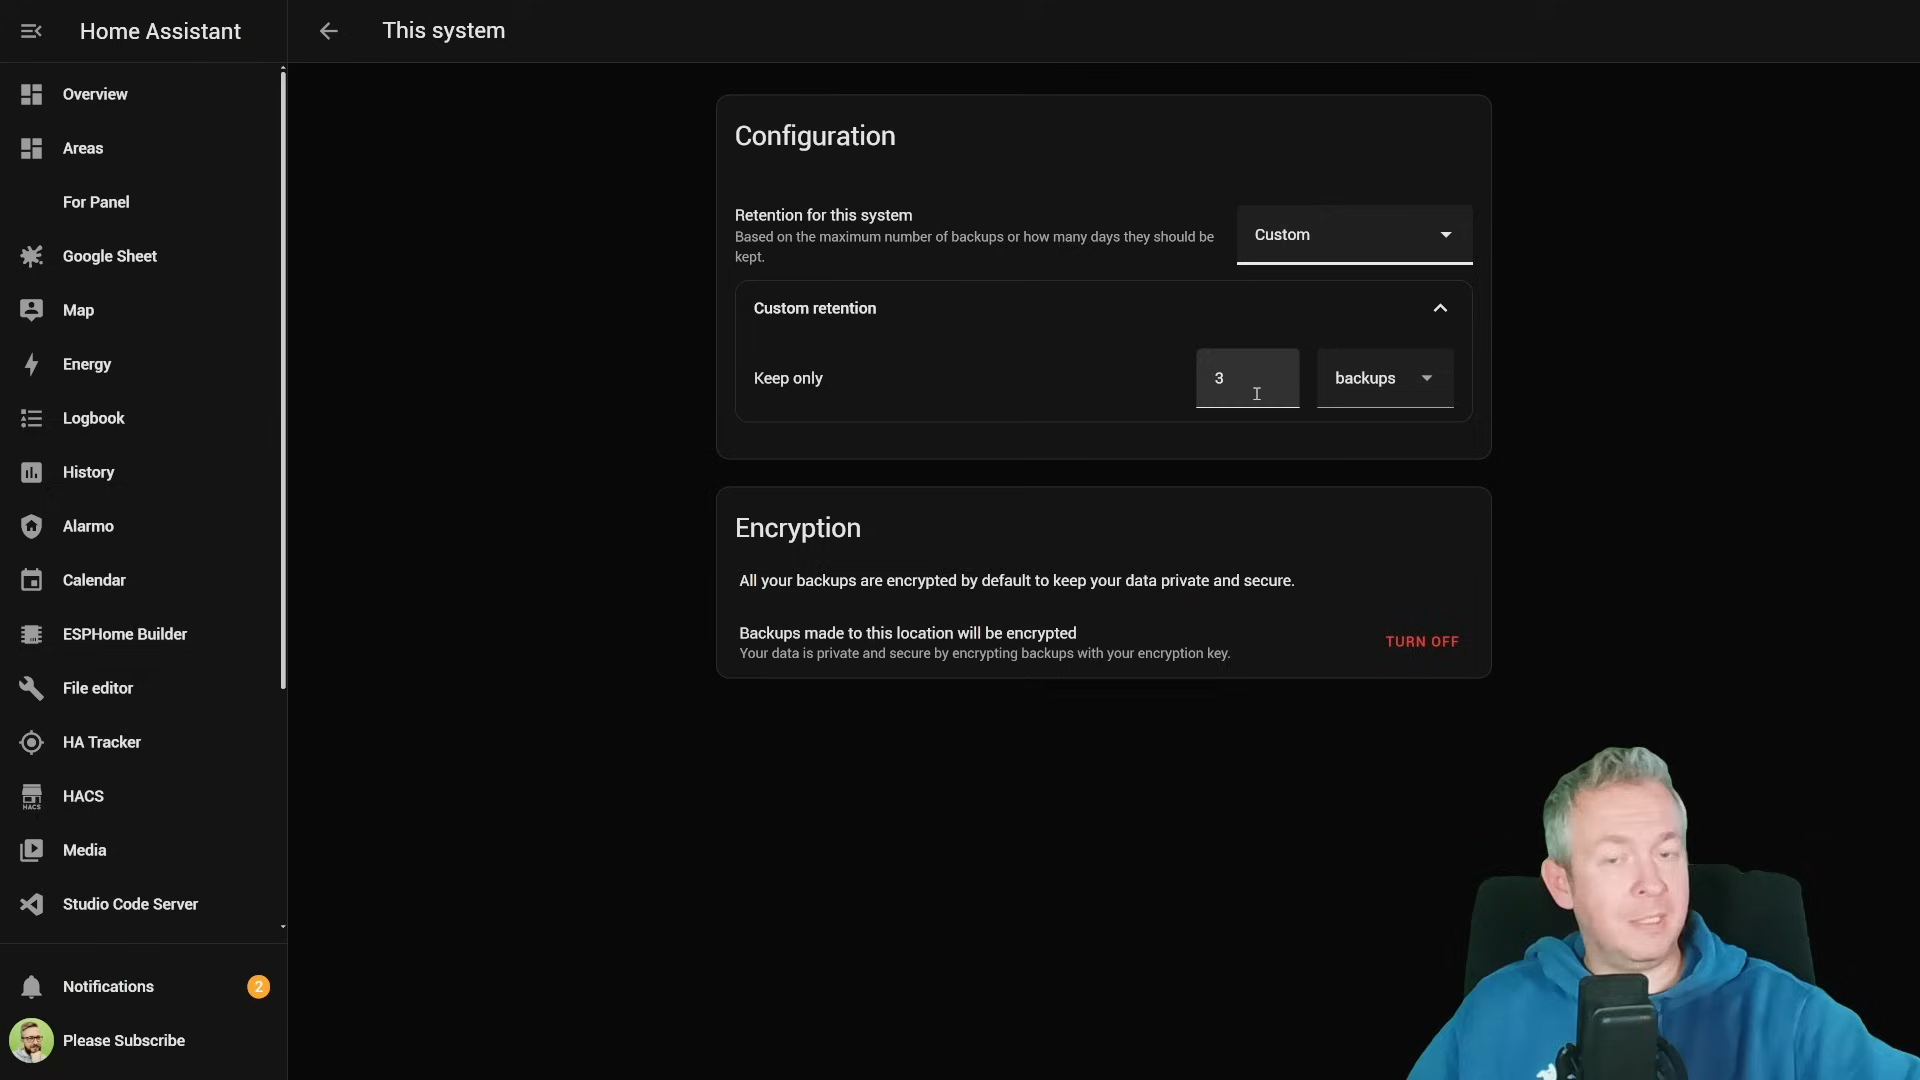 Home Assistant
This system
Overview
Areas
For Panel
Google Sheet
Map
Energy
Logbook
History
Alarmo
Calendar
ESPHome Builder
File editor
HA Tracker
HACS
HACS
Media
Studio Code Server
Notifications
2
Please Subscribe
Configuration
Retention for this system
Based on the maximum number of backups or how many days they should be
kept.
Custom
Custom retention
Keep only
3
backups
Encryption
All your backups are encrypted by default to keep your data private and secure.
Backups made to this location will be encrypted
Your data is private and secure by encrypting backups with your encryption key.
TURN OFF